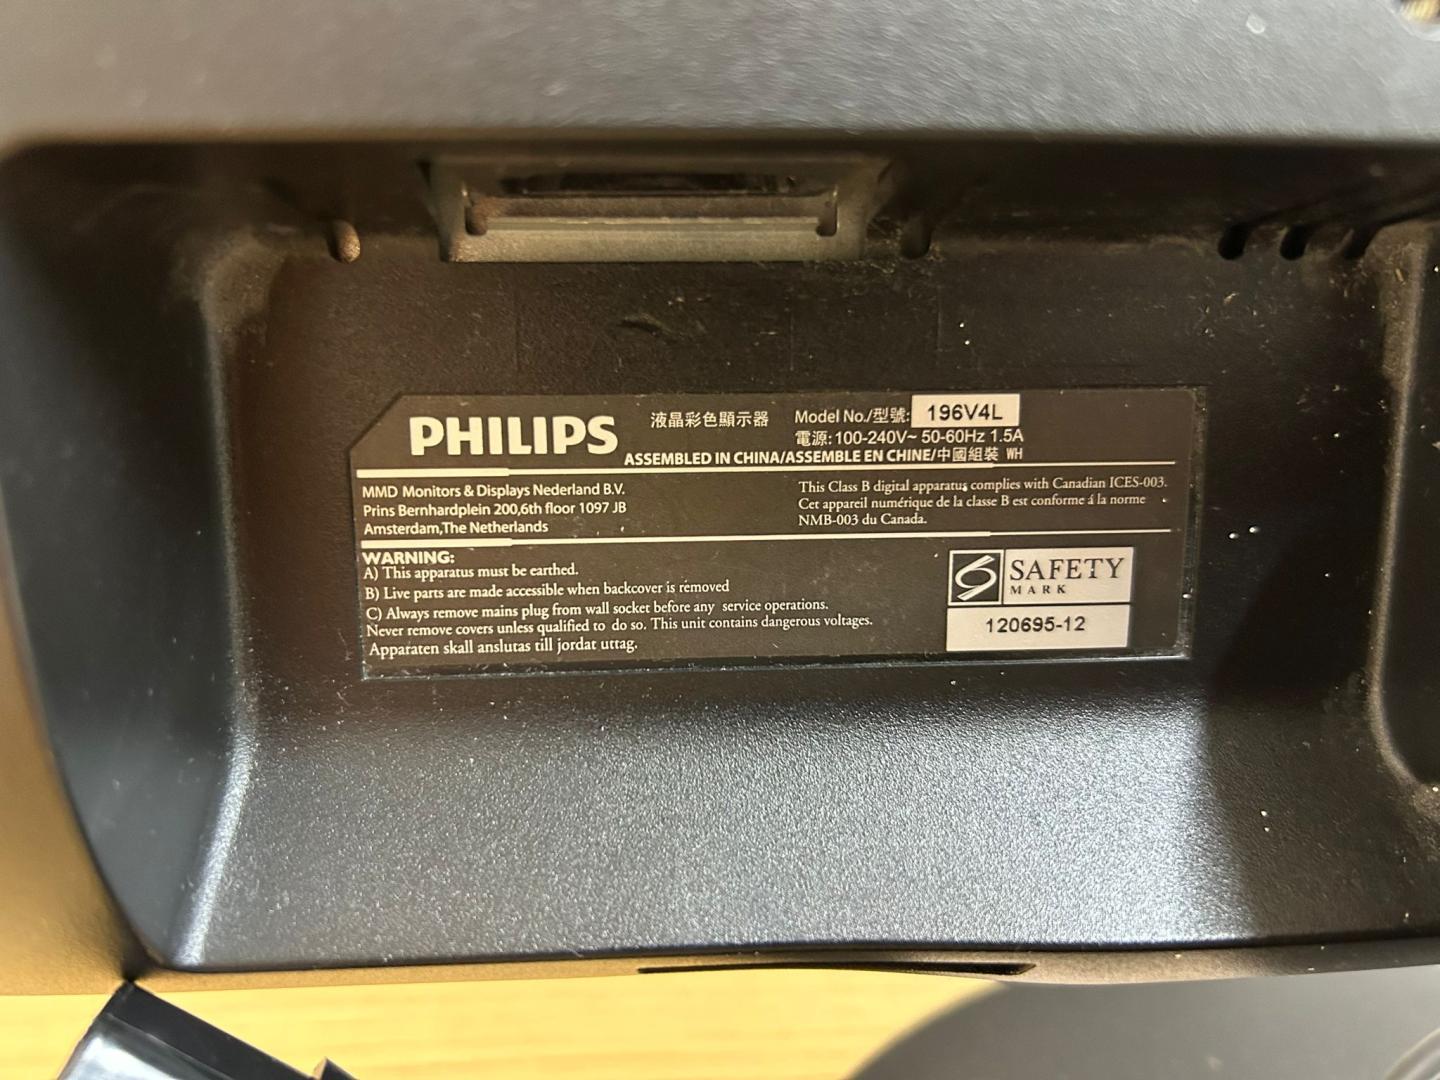 PHILIPS 液晶彩色顯示器 Model No./型號: 196V4L
電源: 100-240V~ 50-60Hz 1.5A
ASSEMBLED IN CHINA/ASSEMBLE EN CHINE/中國組裝 WH
MMD Monitors & Displays Nederland B.V.
Prins Bernhardplein 200,6th floor 1097 JB
Amsterdam,The Netherlands
This Class B digital apparatus complies with Canadian ICES-003.
Cet appareil numérique de la classe B est conforme á la norme
NMB-003 du Canada.
WARNING:
A) This apparatus must be earthed.
B) Live parts are made accessible when backcover is removed
C) Always remove mains plug from wall socket before any service operations.
Never remove covers unless qualified to do so. This unit contains dangerous voltages.
Apparaten skall anslutas till jordat uttag.
SAFETY
MARK
120695-12